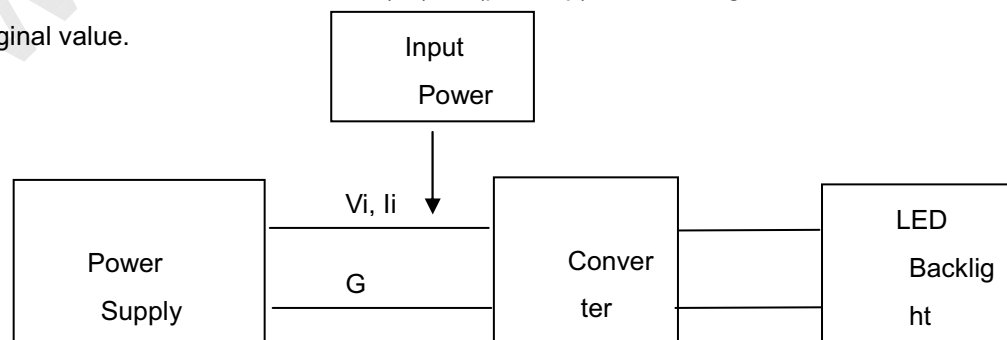 ginal value.
Input
Power
Vi, Ii
Power
Supply
G
Conver
ter
LED
Backlig
ht